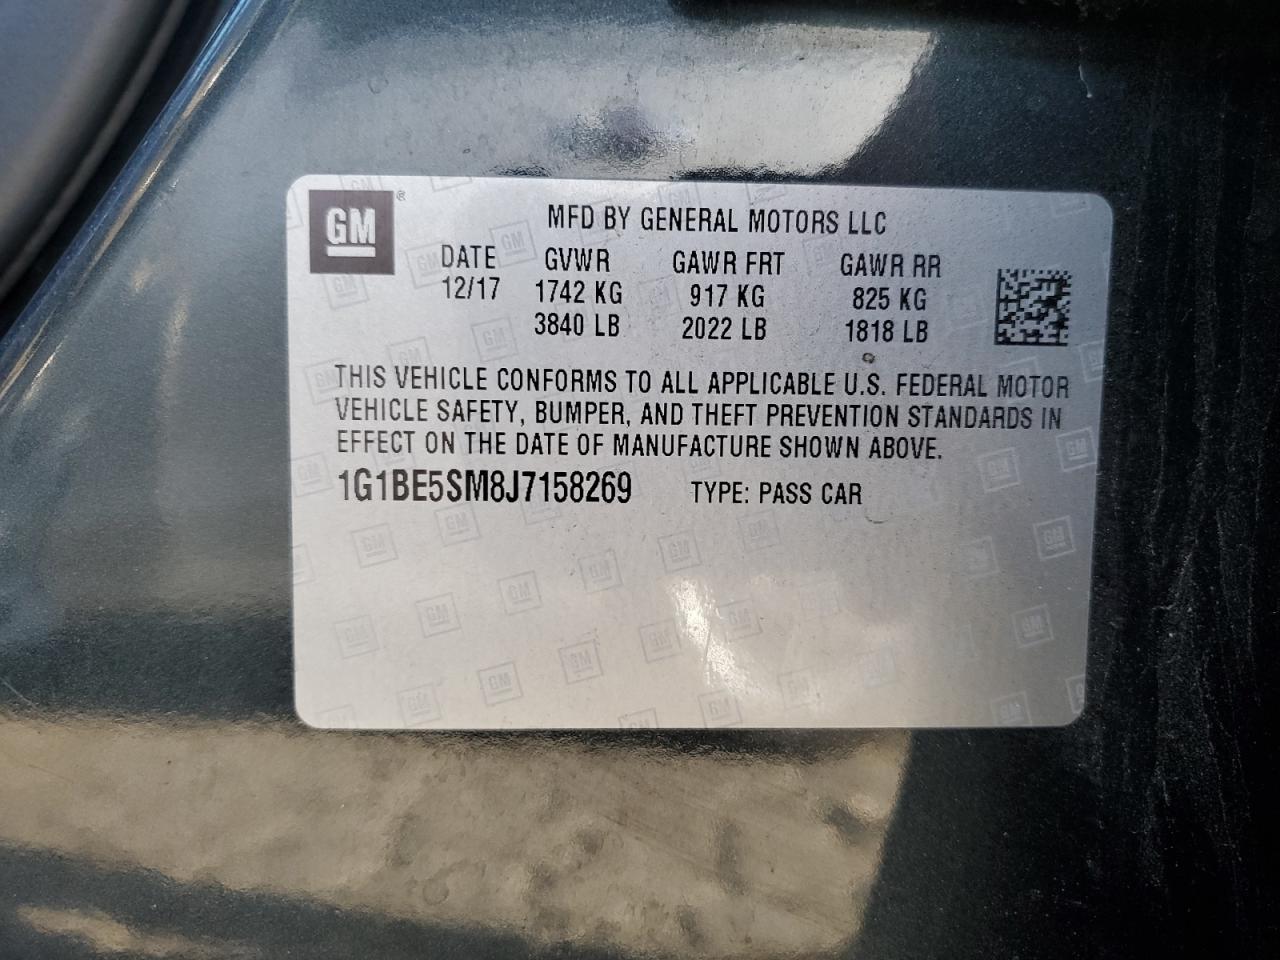 GM ®
MFD BY GENERAL MOTORS LLC
DATE GVWR GAWR FRT GAWR RR
12/17 1742 KG 917 KG 825 KG
3840 LB 2022 LB 1818 LB
THIS VEHICLE CONFORMS TO ALL APPLICABLE U.S. FEDERAL MOTOR
VEHICLE SAFETY, BUMPER, AND THEFT PREVENTION STANDARDS IN
EFFECT ON THE DATE OF MANUFACTURE SHOWN ABOVE.
1G1BE5SM8J7158269 TYPE: PASS CAR